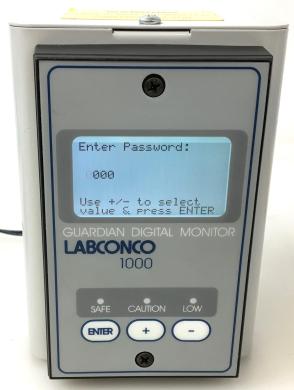 Enter Password:
000
Use +/- to select
value & press ENTER
GUARDIAN DIGITAL MONITOR
LABCONCO
1000
SAFE CAUTION LOW
ENTER + -